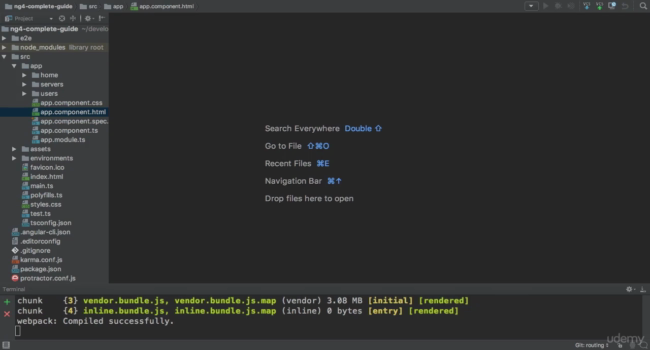 ng4-complete-guide src app app.component.html
Project
ng4-complete-guide ~/develo
e2e
node_modules library root
src
app
home
servers
users
app.component.css
app.component.html
app.component.spec.
app.component.ts
app.module.ts
assets
environments
favicon.ico
index.html
main.ts
polyfills.ts
styles.css
test.ts
tsconfig.json
.angular-cli.json
.editorconfig
.gitignore
karma.conf.js
package.json
protractor.conf.js
Search Everywhere Double ⇧
Go to File ⇧⌘O
Recent Files ⌘E
Navigation Bar ⌘↑
Drop files here to open
Terminal
chunk {3} vendor.bundle.js, vendor.bundle.js.map (vendor) 3.08 MB [initial] [rendered]
chunk {4} inline.bundle.js, inline.bundle.js.map (inline) 0 bytes [entry] [rendered]
webpack: Compiled successfully.
udemy
Git: routing